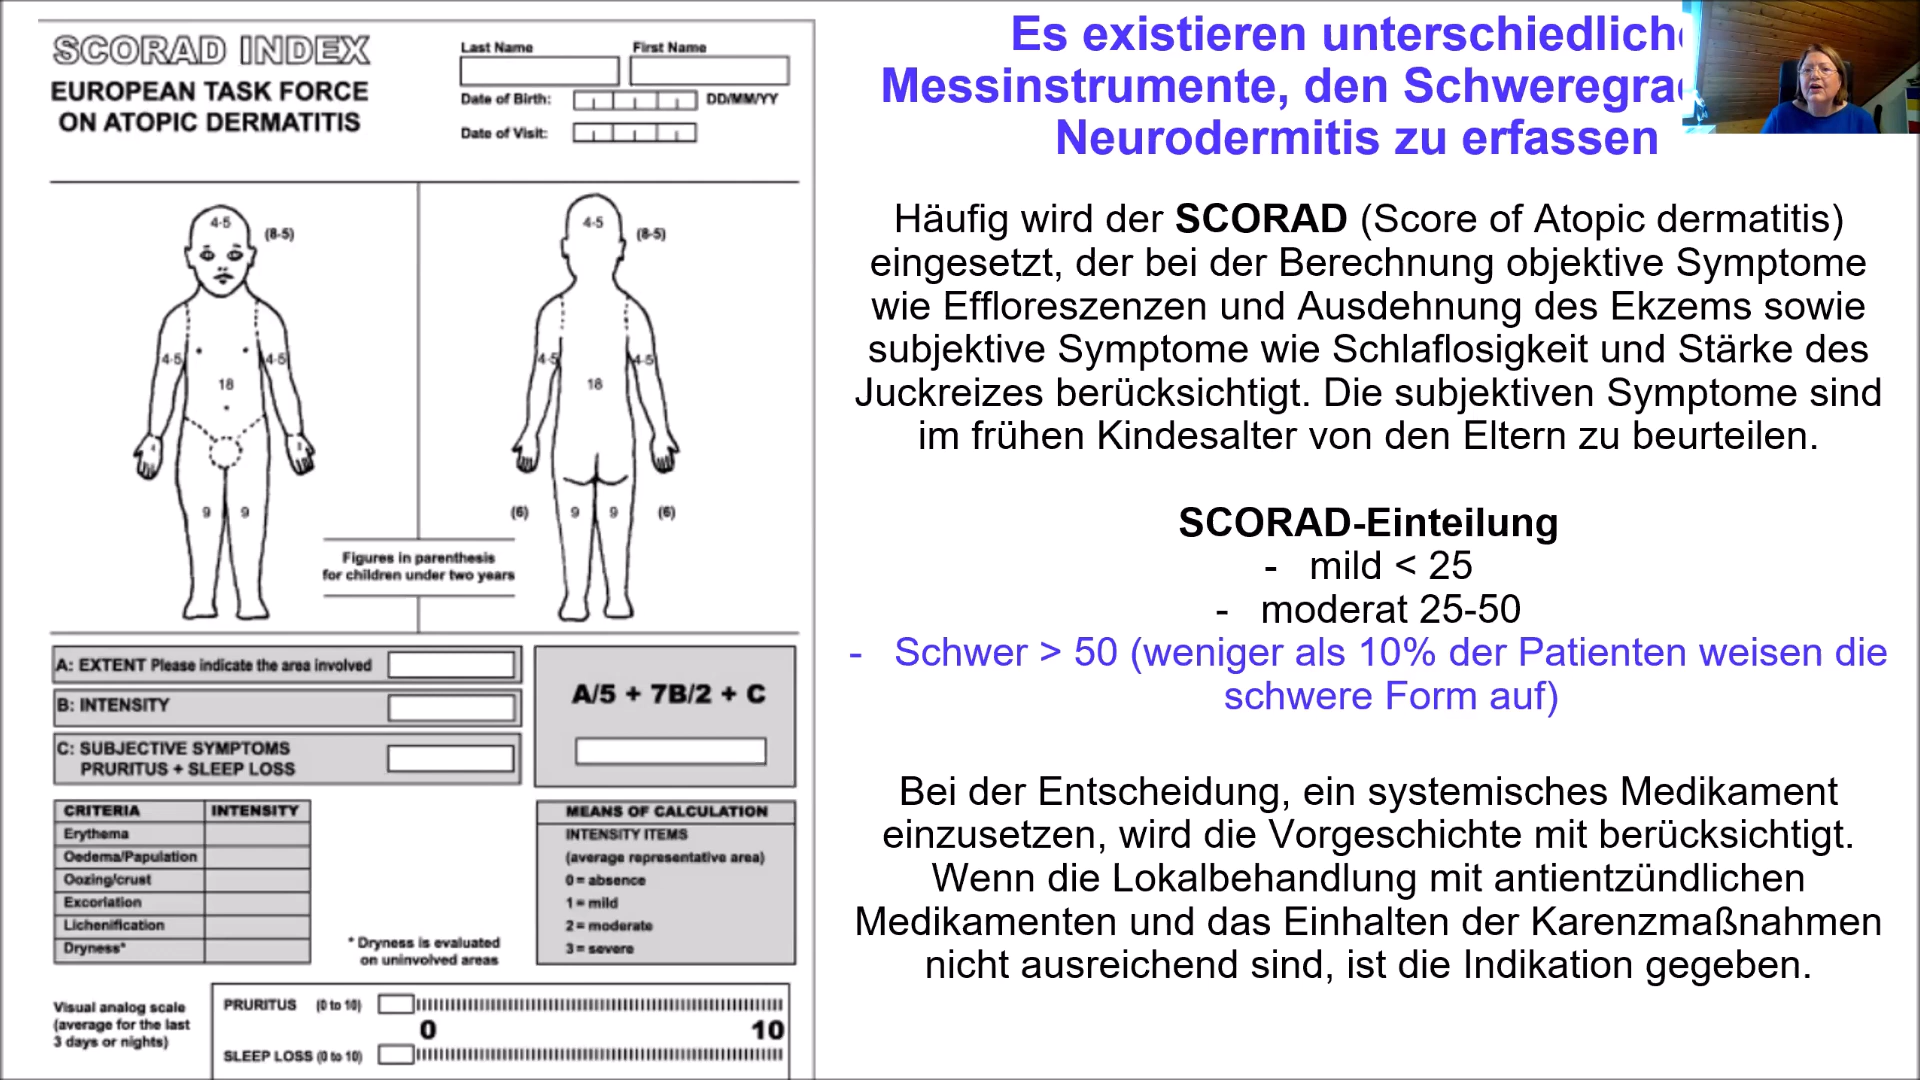 SCORAD INDEX
EUROPEAN TASK FORCE
ON ATOPIC DERMATITIS
Last Name
First Name
Date of Birth:
DD/MM/YY
Date of Visit:
4·5
(8·5)
4·5
4·5
18
9
9
4·5
(8·5)
4·5
4·5
18
(6)
9
9
(6)
Figures in parenthesis
for children under two years
A: EXTENT Please indicate the area involved
B: INTENSITY
C: SUBJECTIVE SYMPTOMS
PRURITUS + SLEEP LOSS
A/5 + 7B/2 + C
CRITERIA INTENSITY
Erythema
Oedema/Papulation
Oozing/crust
Excoriation
Lichenification
Dryness*
* Dryness is evaluated
on uninvolved areas
MEANS OF CALCULATION
INTENSITY ITEMS
(average representative area)
0 = absence
1 = mild
2 = moderate
3 = severe
Visual analog scale
(average for the last
3 days or nights)
PRURITUS (0 to 10)
0 10
SLEEP LOSS (0 to 10)
Es existieren unterschiedlich
Messinstrumente, den Schweregra
Neurodermitis zu erfassen
Häufig wird der SCORAD (Score of Atopic dermatitis)
eingesetzt, der bei der Berechnung objektive Symptome
wie Effloreszenzen und Ausdehnung des Ekzems sowie
subjektive Symptome wie Schlaflosigkeit und Stärke des
Juckreizes berücksichtigt. Die subjektiven Symptome sind
im frühen Kindesalter von den Eltern zu beurteilen.
SCORAD-Einteilung
- mild < 25
- moderat 25-50
- Schwer > 50 (weniger als 10% der Patienten weisen die
schwere Form auf)
Bei der Entscheidung, ein systemisches Medikament
einzusetzen, wird die Vorgeschichte mit berücksichtigt.
Wenn die Lokalbehandlung mit antientzündlichen
Medikamenten und das Einhalten der Karenzmaßnahmen
nicht ausreichend sind, ist die Indikation gegeben.